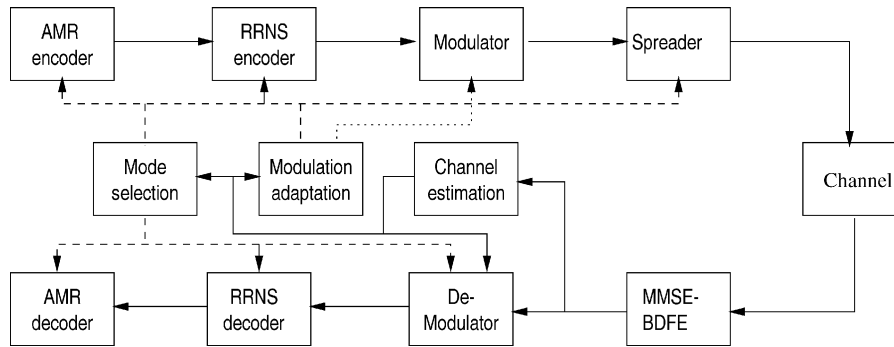 AMR
encoder
RRNS
encoder
Modulator
Spreader
Mode
selection
Modulation
adaptation
Channel
estimation
Channel
AMR
decoder
RRNS
decoder
De-
Modulator
MMSE-
BDFE